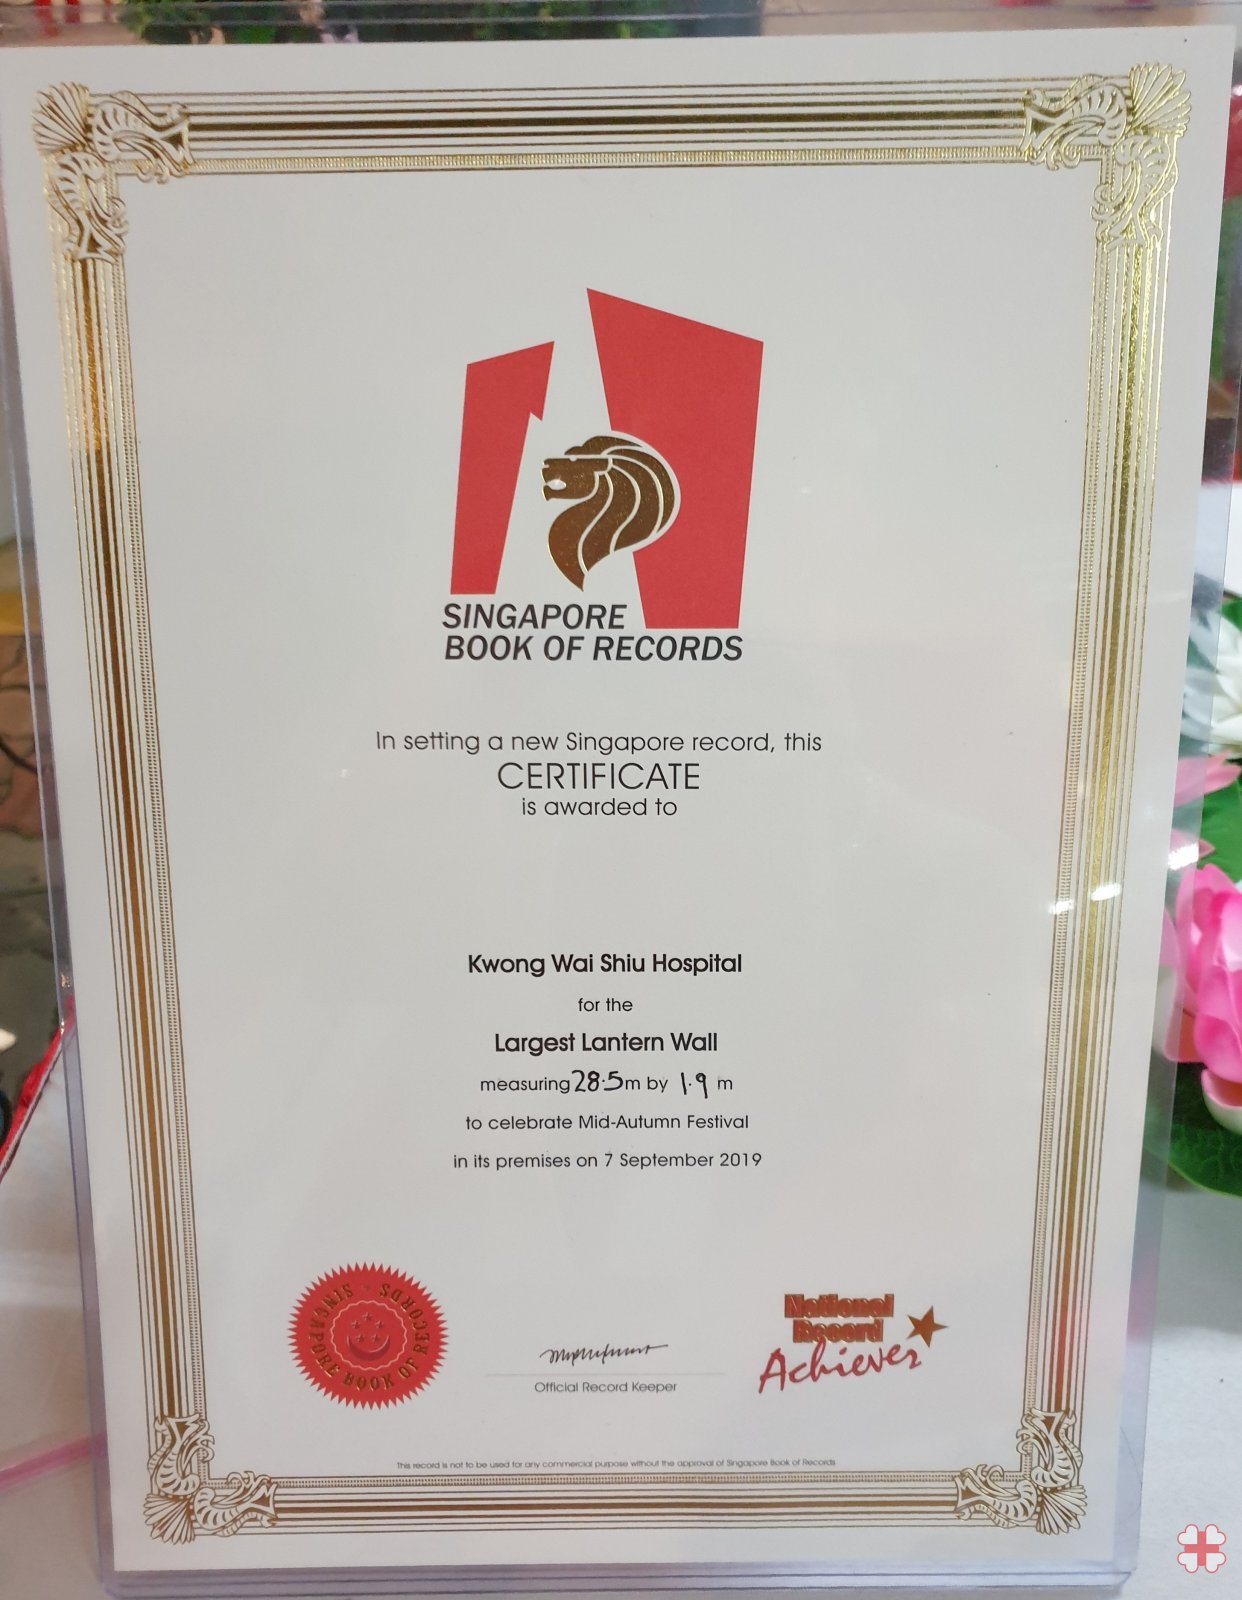 SINGAPORE
BOOK OF RECORDS
In setting a new Singapore record, this
CERTIFICATE
is awarded to
Kwong Wai Shiu Hospital
for the
Largest Lantern Wall
measuring 28.5m by 1.9 m
to celebrate Mid-Autumn Festival
in its premises on 7 September 2019
SINGAPORE BOOK OF RECORDS
Official Record Keeper
National
Record
Achiever
This record is not to be used for any commercial purpose without the approval of Singapore Book of Records